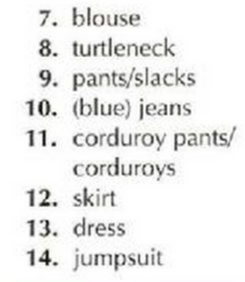 7. blouse
8. turtleneck
9. pants/slacks
10. (blue) jeans
11. corduroy pants/
corduroys
12. skirt
13. dress
14. jumpsuit